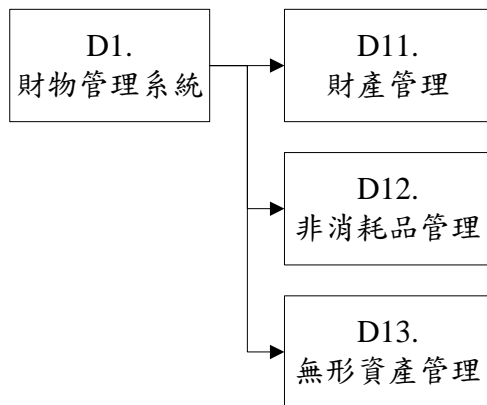 D1.
財物管理系統
D11.
財產管理
D12.
非消耗品管理
D13.
無形資產管理